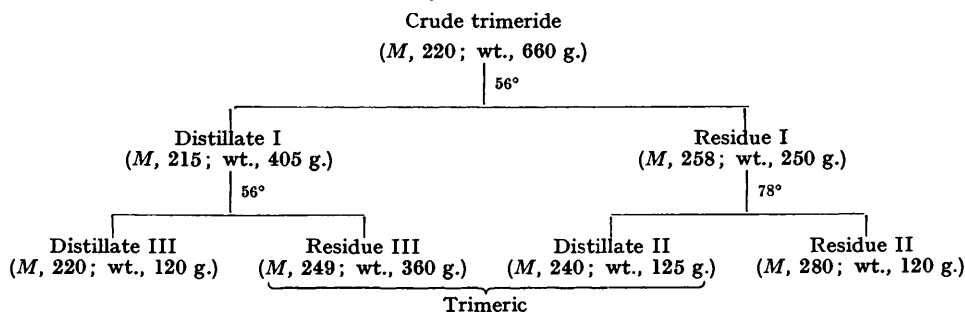 Crude trimeride
(M, 220; wt., 660 g.)
56°
Distillate I
(M, 215; wt., 405 g.)
Residue I
(M, 258; wt., 250 g.)
56°
78°
Distillate III
(M, 220; wt., 120 g.)
Residue III
(M, 249; wt., 360 g.)
Distillate II
(M, 240; wt., 125 g.)
Residue II
(M, 280; wt., 120 g.)
Trimeric